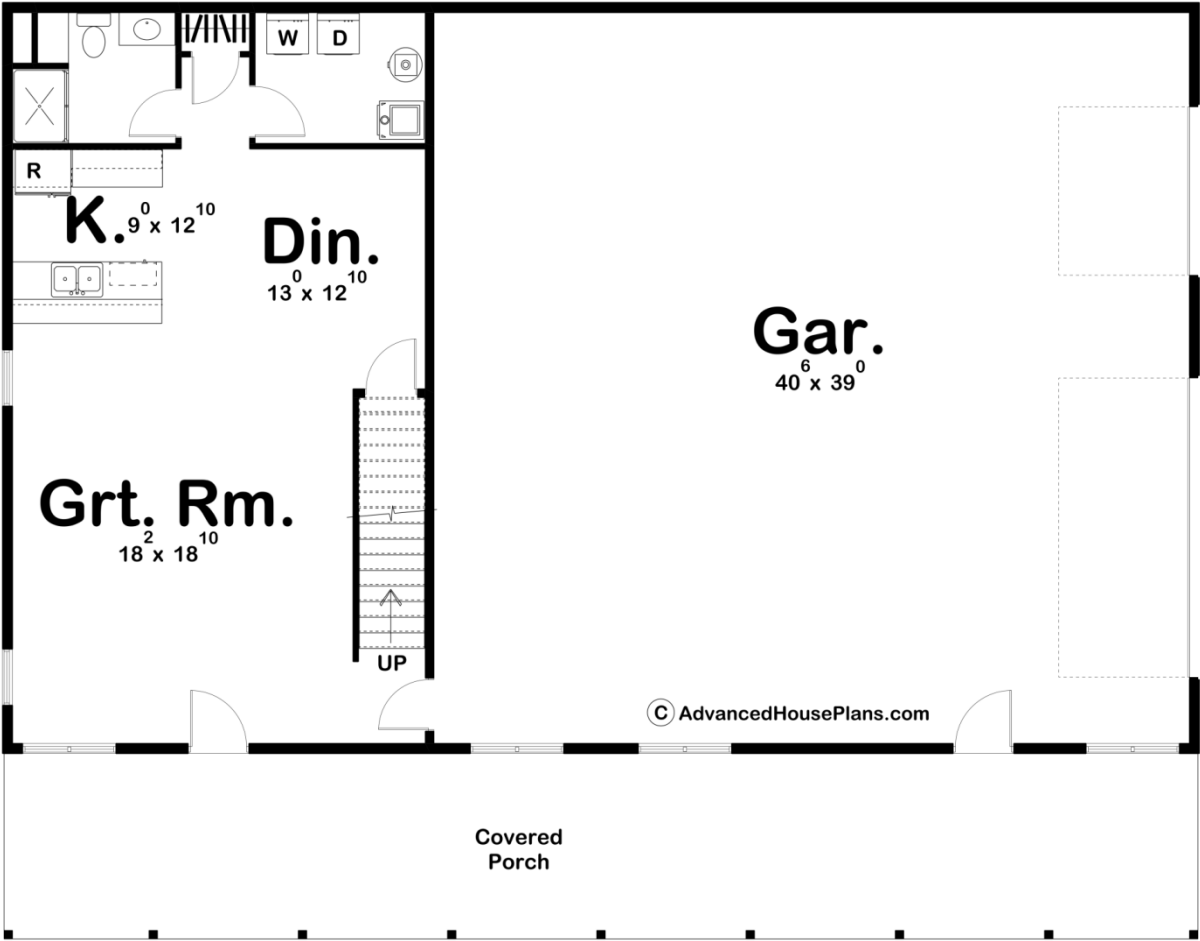 W D
R
K. 9⁰ x 12¹⁰
Din.
13⁰ x 12¹⁰
Gar.
40⁶ x 39⁰
Grt. Rm.
18² x 18¹⁰
UP
© AdvancedHousePlans.com
Covered
Porch